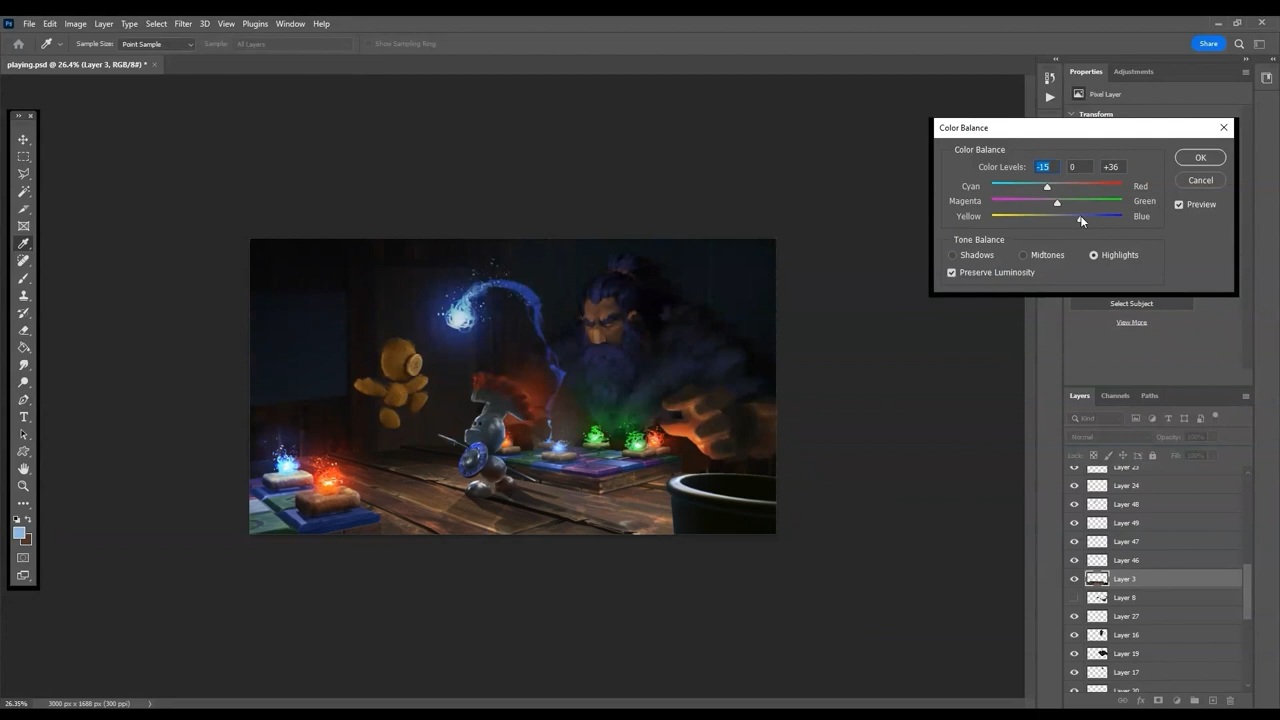 Ps File Edit Image Layer Type Select Filter 3D View Plugins Window Help
Sample Size: Point Sample Sample: All Layers Show Sampling Ring Share
playing.psd @ 26.4% (Layer 3, RGB/8#) * ×
Properties Adjustments
Pixel Layer
Transform
Color Balance
Color Balance
Color Levels: -15 0 +36
OK
Cyan Red
Cancel
Magenta Green
Preview
Yellow Blue
Tone Balance
Shadows Midtones Highlights
Preserve Luminosity
Select Subject
View More
Layers Channels Paths
Kind
Normal Opacity: 100%
Lock: Fill: 100%
Layer 23
Layer 24
Layer 48
Layer 49
Layer 47
Layer 46
Layer 3
Layer 8
Layer 27
Layer 16
Layer 19
Layer 17
Layer 20
26.35% 3000 px x 1688 px (300 ppi)